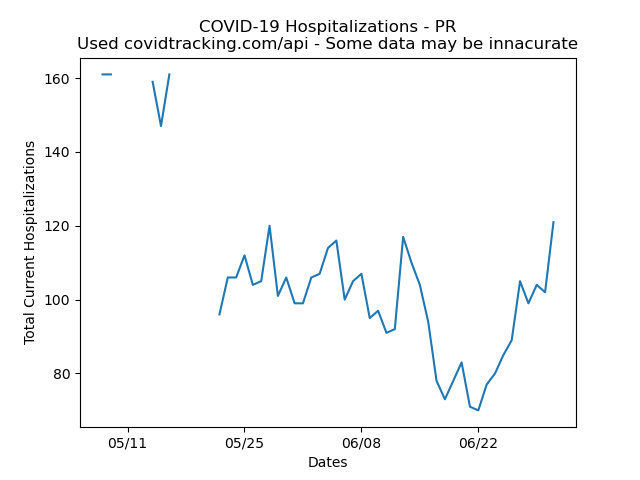 COVID-19 Hospitalizations - PR
Used covidtracking.com/api - Some data may be innacurate
160
140
120
100
80
Total Current Hospitalizations
05/11
05/25
06/08
06/22
Dates